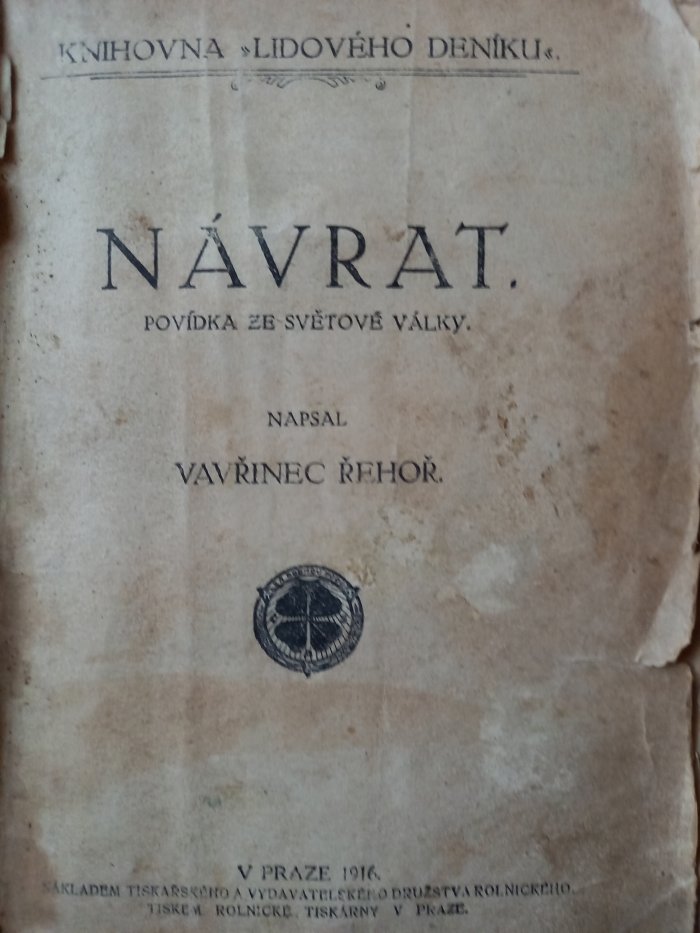 KNIHOVNA »LIDOVÉHO DENÍKU«.
NÁVRAT.
POVÍDKA ZE SVĚTOVÉ VÁLKY.
NAPSAL
VAVŘINEC ŘEHOŘ.
V PRAZE 1916.
NÁKLADEM TISKAŘSKÉHO A VYDAVATELSKÉHO DRUŽSTVA ROLNICKÉHO.
TISKEM ROLNICKÉ TISKÁRNY V PRAZE.